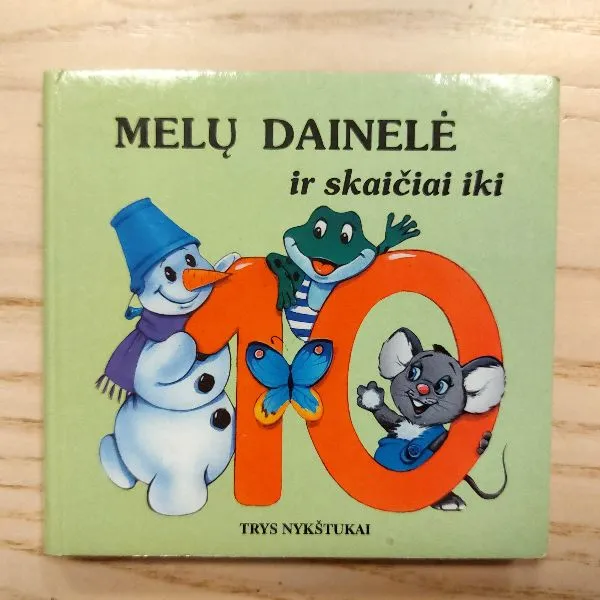 MELŲ DAINELĖ
ir skaičiai iki
10
TRYS NYKŠTUKAI